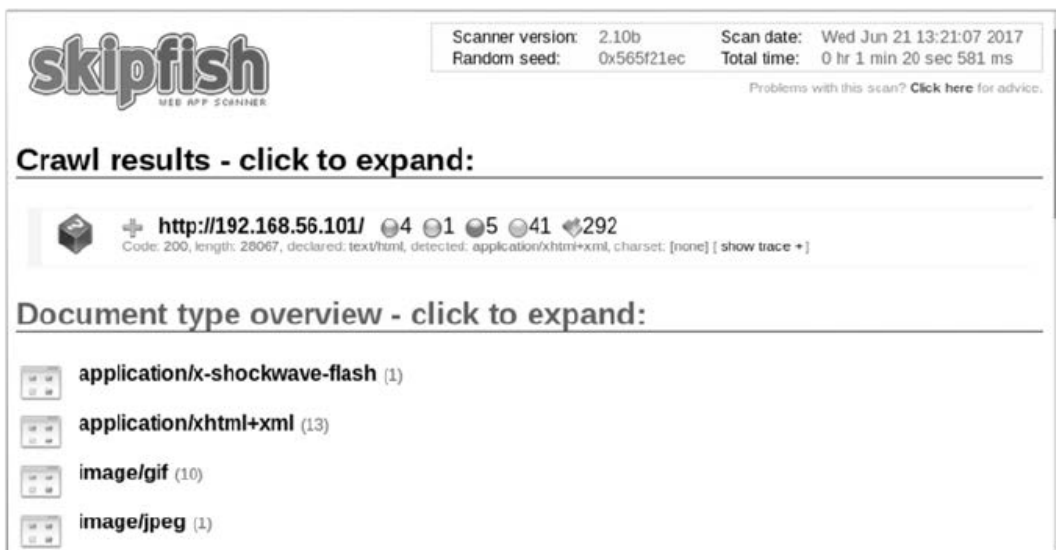 skipfish
WEB APP SCANNER
Scanner version: 2.10b Scan date: Wed Jun 21 13:21:07 2017
Random seed: 0x565f21ec Total time: 0 hr 1 min 20 sec 581 ms
Problems with this scan? Click here for advice.
Crawl results - click to expand:
http://192.168.56.101/ 4 1 5 41 292
Code: 200, length: 28067, declared: text/html, detected: application/xhtml+xml, charset: [none] [ show trace + ]
Document type overview - click to expand:
application/x-shockwave-flash (1)
application/xhtml+xml (13)
image/gif (10)
image/jpeg (1)